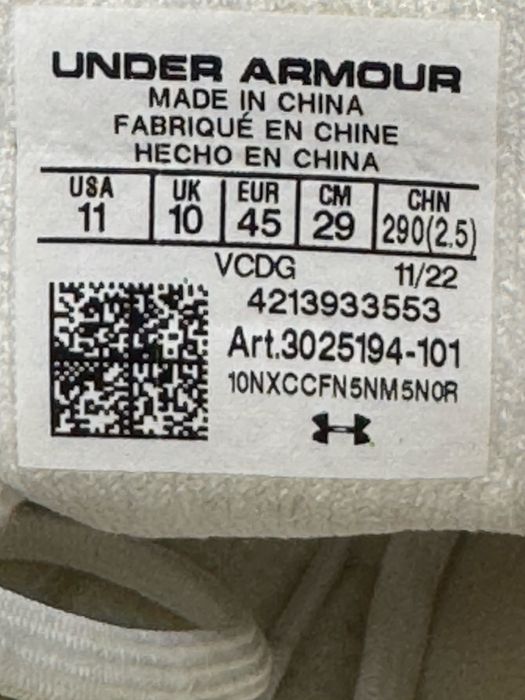 UNDER ARMOUR
MADE IN CHINA
FABRIQUÉ EN CHINE
HECHO EN CHINA
USA UK EUR CM CHN
11 10 45 29 290(2.5)
VCDG 11/22
4213933553
Art.3025194-101
10NXCCFN5NM5N0R